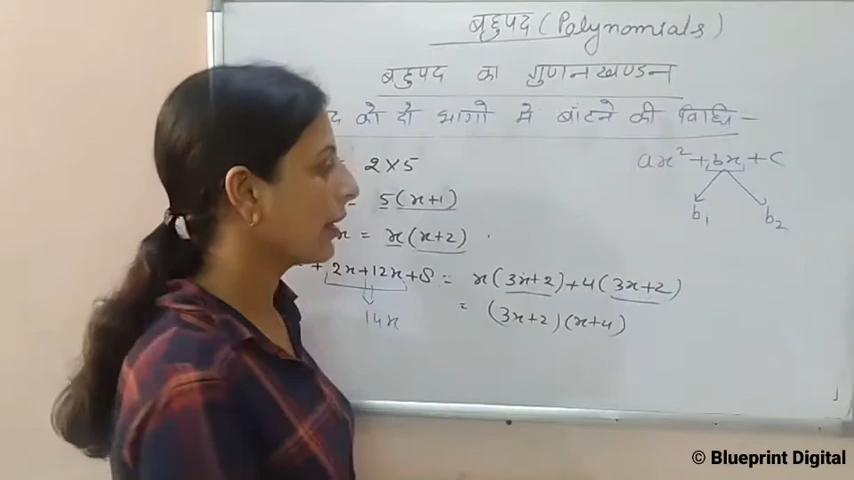 बहुपद (Polynomials)
बहुपद का गुणनखण्डन
को दो भागो मे बांटने की विधि -
2×5
ax² + bx + c
= 5(x+1)
b₁ b₂
= x(x+2)
+ 2x+12x+8 = x(3x+2)+4(3x+2)
= (3x+2)(x+4)
14x
© Blueprint Digital